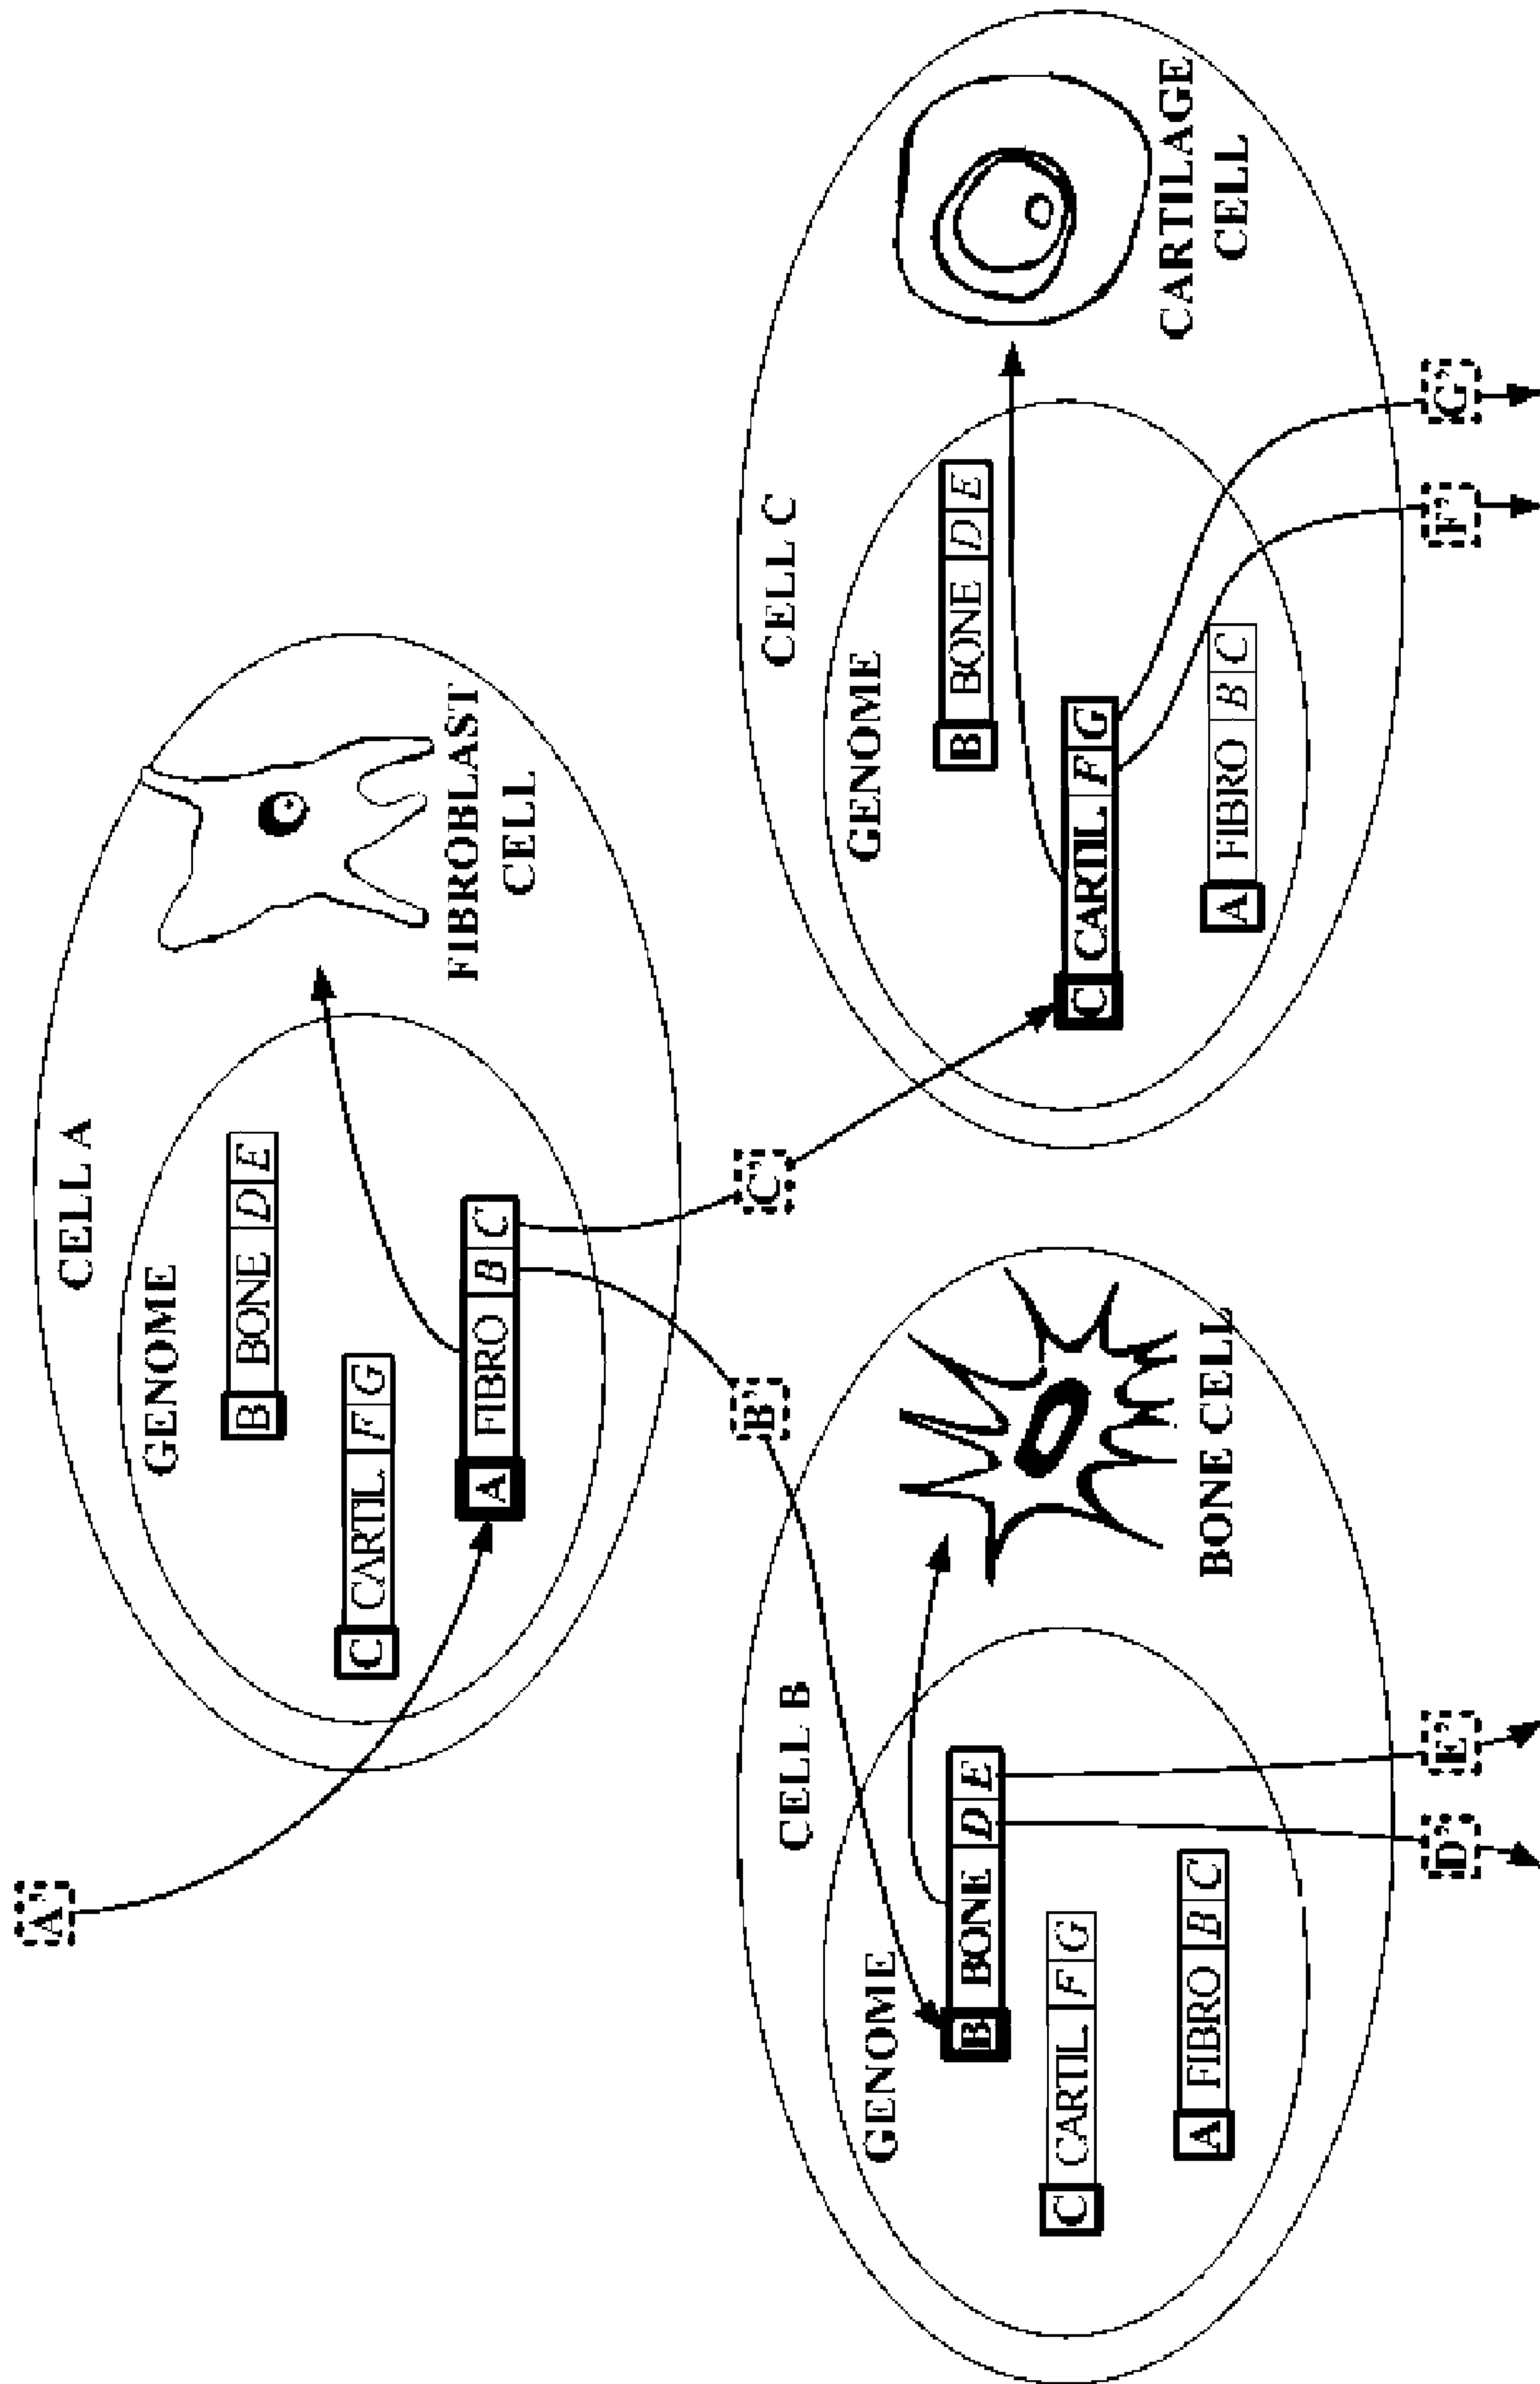 A'
CELL A
GENOME
B BONE D E
C CARTIL F G
A FIBRO B C
FIBROBLAST
CELL
B'
C'
CELL B
GENOME
B BONE D E
C CARTIL F G
A FIBRO B C
BONE CELL
D'
E'
CELL C
GENOME
B BONE D E
C CARTIL F G
A FIBRO B C
CARTILAGE
CELL
F'
G'